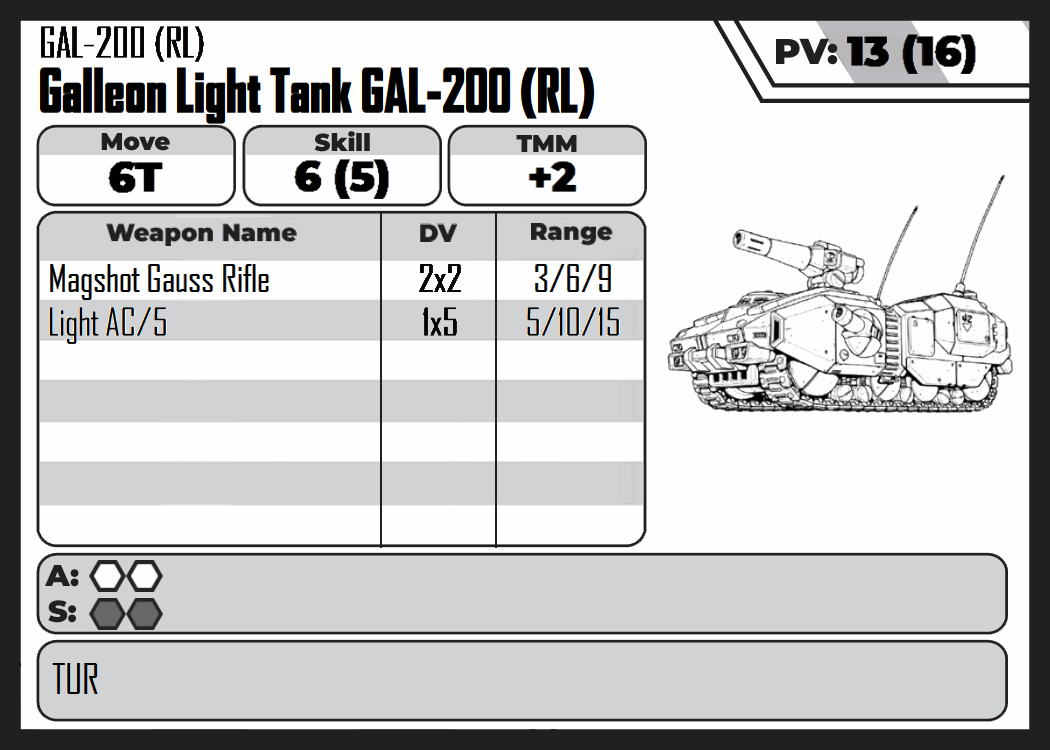 GAL-200 (RL)
PV: 13 (16)
Galleon Light Tank GAL-200 (RL)
Move Skill TMM
6T 6 (5) +2
Weapon Name DV Range
Magshot Gauss Rifle 2x2 3/6/9
Light AC/5 1x5 5/10/15
A:
S:
TUR